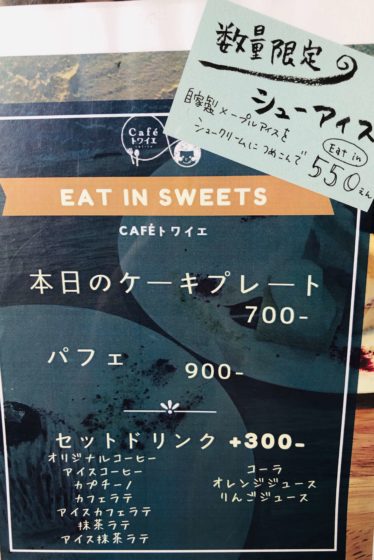 数量限定
シューアイス
自家製メープルアイスを
シュークリームにつめこんで
Eat in
550えん
Café
トワイエ
EAT IN SWEETS
CAFÉトワイエ
本日のケーキプレート
700-
パフェ
900-
セットドリンク +300-
オリジナルコーヒー
アイスコーヒー
カプチーノ
カフェラテ
アイスカフェラテ
抹茶ラテ
アイス抹茶ラテ
コーラ
オレンジジュース
りんごジュース